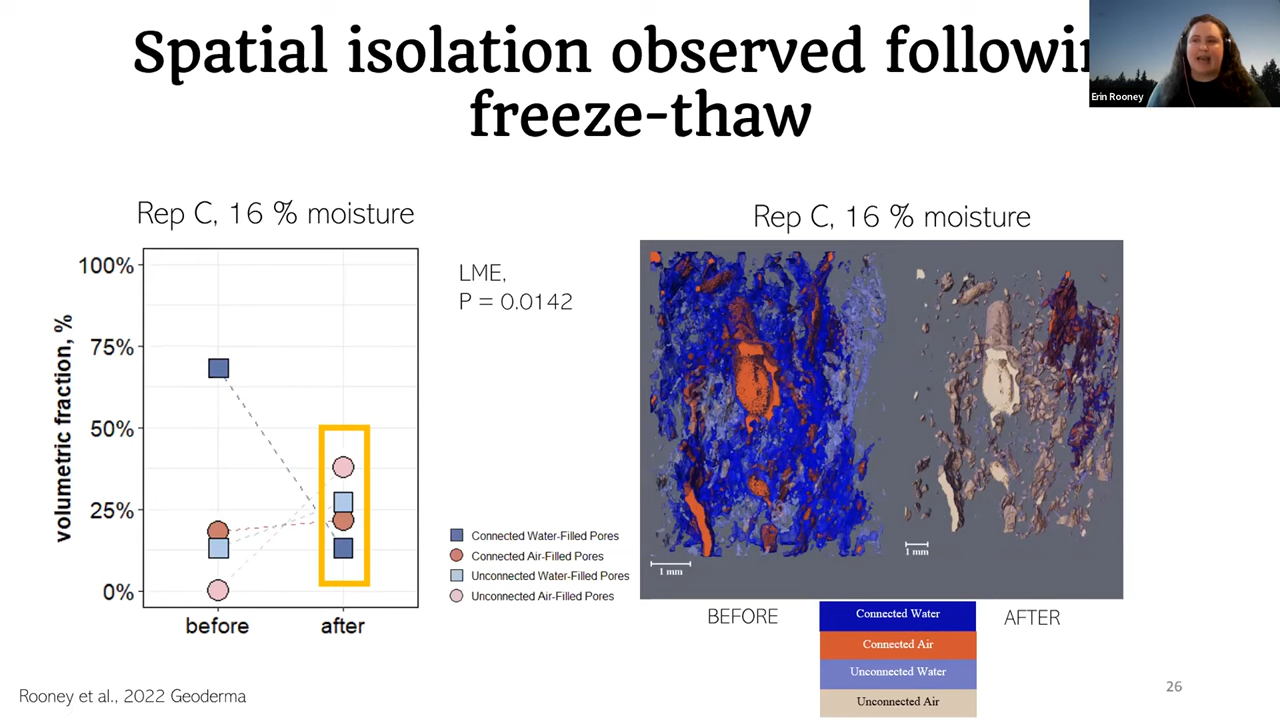 Spatial isolation observed followin
freeze-thaw
Erin Rooney
Rep C, 16 % moisture
100%
75%
50%
25%
0%
volumetric fraction, %
before
after
LME,
P = 0.0142
Connected Water-Filled Pores
Connected Air-Filled Pores
Unconnected Water-Filled Pores
Unconnected Air-Filled Pores
Rep C, 16 % moisture
1 mm
1 mm
BEFORE
AFTER
Connected Water
Connected Air
Unconnected Water
Unconnected Air
Rooney et al., 2022 Geoderma
26